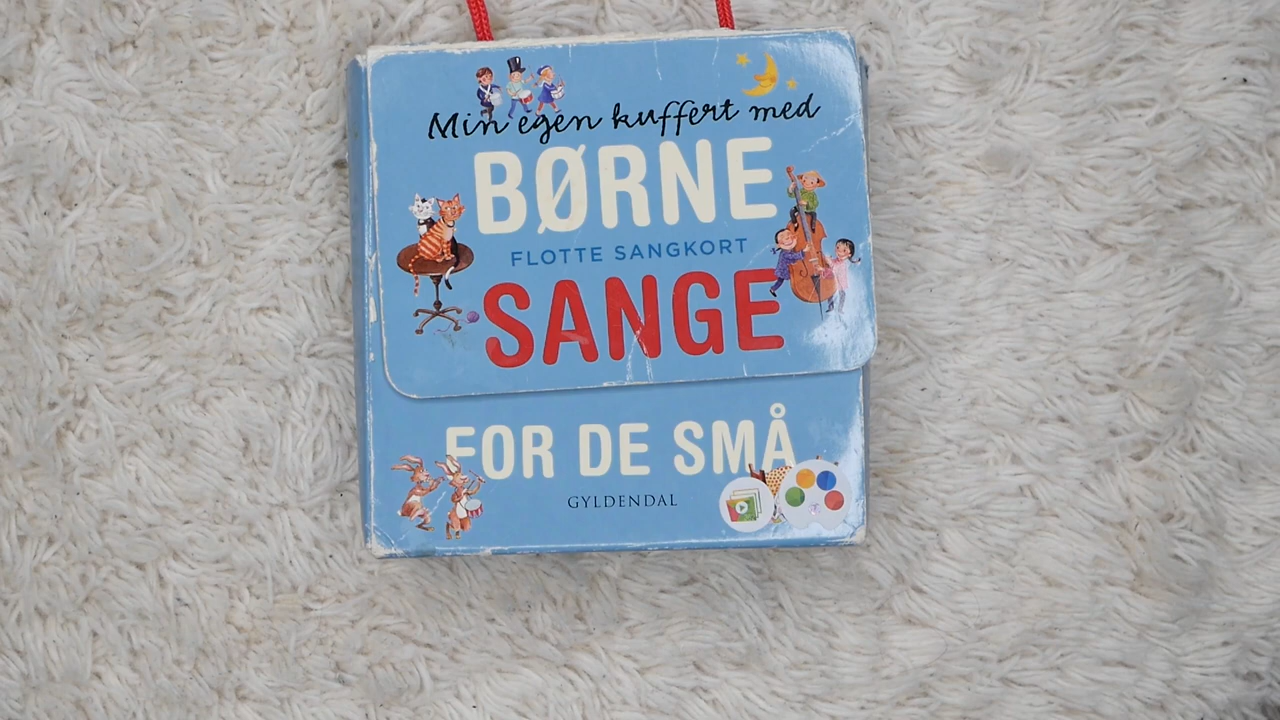 Min egen kuffert med
BØRNE
FLOTTE SANGKORT
SANGE
FOR DE SMÅ
GYLDENDAL